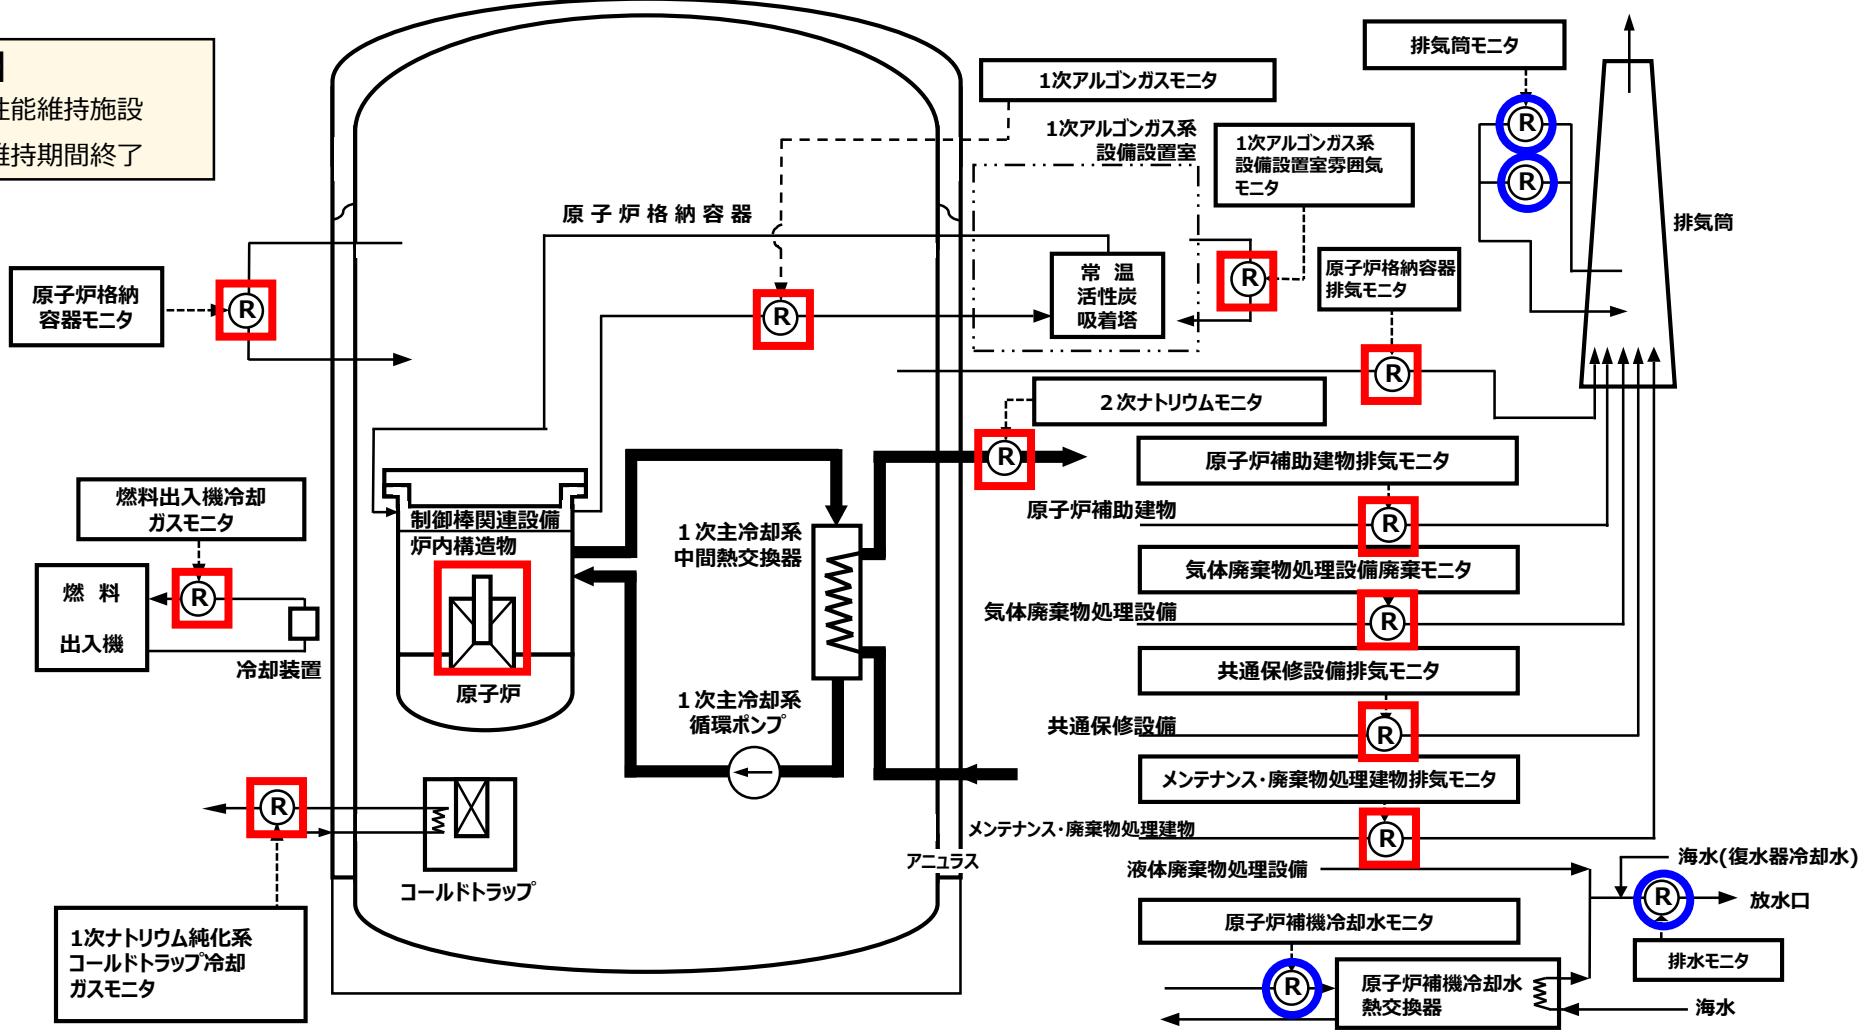 性能維持施設
維持期間終了
排気筒モニタ
R
R
排気筒
1次アルゴンガスモニタ
1次アルゴンガス系
設備設置室
1次アルゴンガス系
設備設置室雰囲気
モニタ
R
原子炉格納容器
常 温
活性炭
吸着塔
R
原子炉格納容器
排気モニタ
R
原子炉格納
容器モニタ
R
2次ナトリウムモニタ
R
原子炉補助建物排気モニタ
原子炉補助建物
R
燃料出入機冷却
ガスモニタ
R
燃 料
出入機
冷却装置
制御棒関連設備
炉内構造物
原子炉
1次主冷却系
中間熱交換器
1次主冷却系
循環ポンプ
気体廃棄物処理設備廃棄モニタ
気体廃棄物処理設備
R
共通保修設備排気モニタ
共通保修設備
R
メンテナンス・廃棄物処理建物排気モニタ
メンテナンス・廃棄物処理建物
R
R
コールドトラップ
アニュラス
1次ナトリウム純化系
コールドトラップ冷却
ガスモニタ
液体廃棄物処理設備
海水(復水器冷却水)
R
放水口
排水モニタ
原子炉補機冷却水モニタ
R
原子炉補機冷却水
熱交換器
海水